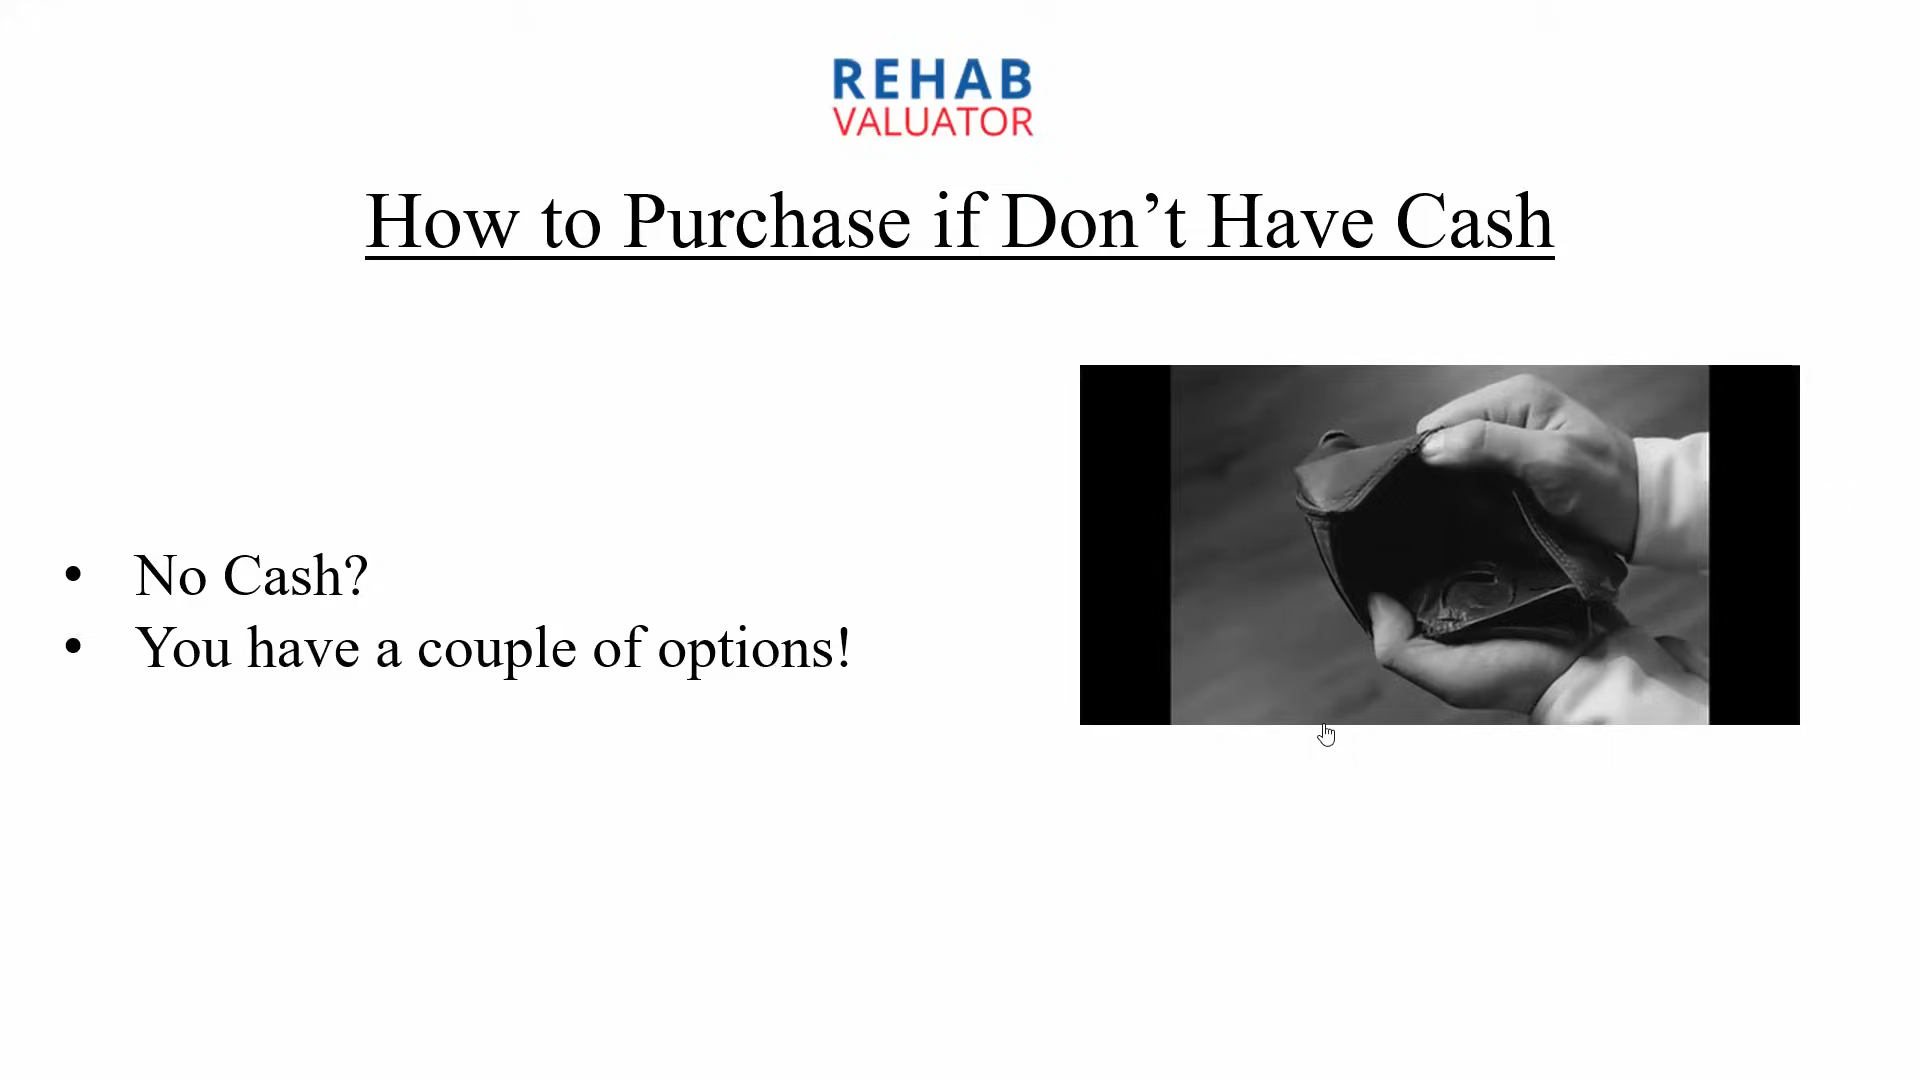 REHAB
VALUATOR
How to Purchase if Don’t Have Cash
• No Cash?
• You have a couple of options!